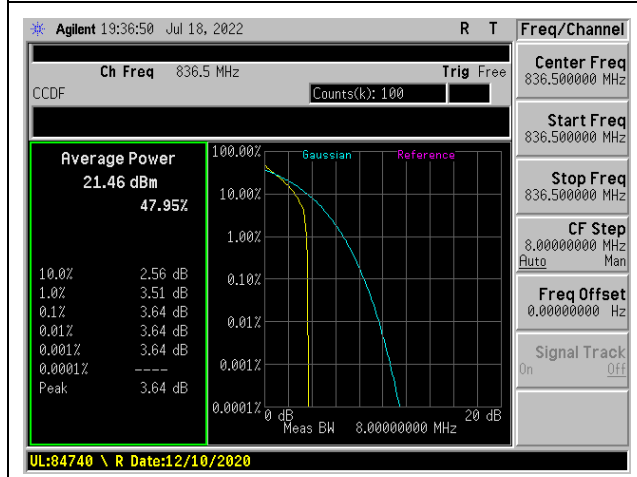 Agilent 19:36:50 Jul 18, 2022 R T
Ch Freq 836.5 MHz Trig Free
CCDF Counts(k): 100
Average Power
21.46 dBm
47.95%
10.0% 2.56 dB
1.0% 3.51 dB
0.1% 3.64 dB
0.01% 3.64 dB
0.001% 3.64 dB
0.0001% ----
Peak 3.64 dB
Gaussian Reference
100.00%
10.00%
1.00%
0.10%
0.01%
0.001%
0.0001%
0 dB 20 dB
Meas BW 8.00000000 MHz
Freq/Channel
Center Freq
836.500000 MHz
Start Freq
836.500000 MHz
Stop Freq
836.500000 MHz
CF Step
8.00000000 MHz
Auto Man
Freq Offset
0.00000000 Hz
Signal Track
On Off
UL:84740 \ R Date:12/10/2020